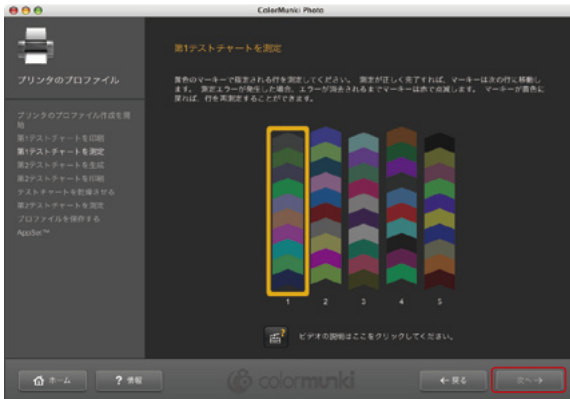 ColorMunki Photo
プリンタのプロファイル
プリンタのプロファイル作成を開
始
第1テストチャートを印刷
第1テストチャートを測定
第2テストチャートを生成
第2テストチャートを印刷
テストチャートを乾燥させる
第2テストチャートを測定
プロファイルを保存する
AppSet™
第1テストチャートを測定
黄色のマーキーで指定される行を測定してください。 測定が正しく完了すれば、マーキーは次の行に移動し
ます。 測定エラーが発生した場合、エラーが消去されるまでマーキーは赤で点滅します。 マーキーが黄色に
戻れば、行を再測定することができます。
1 2 3 4 5
ビデオの説明はここをクリックしてください。
ホーム
? 情報
colormunki
←戻る
次へ →